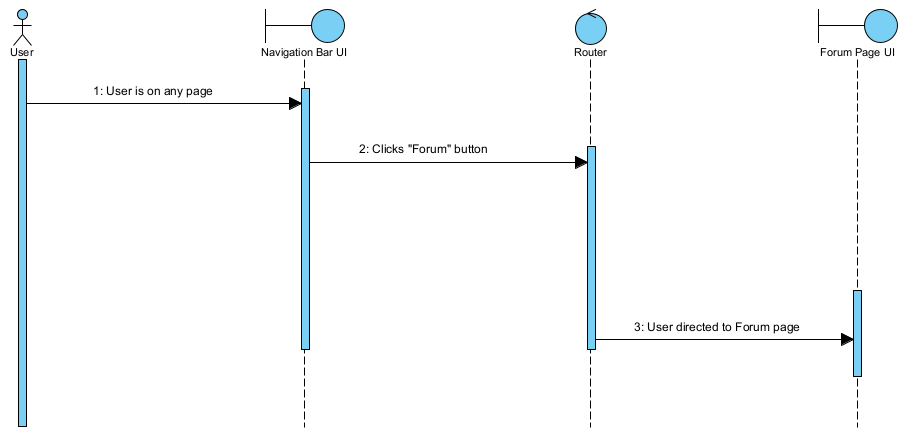 User
Navigation Bar UI
Router
Forum Page UI
1: User is on any page
2: Clicks "Forum" button
3: User directed to Forum page